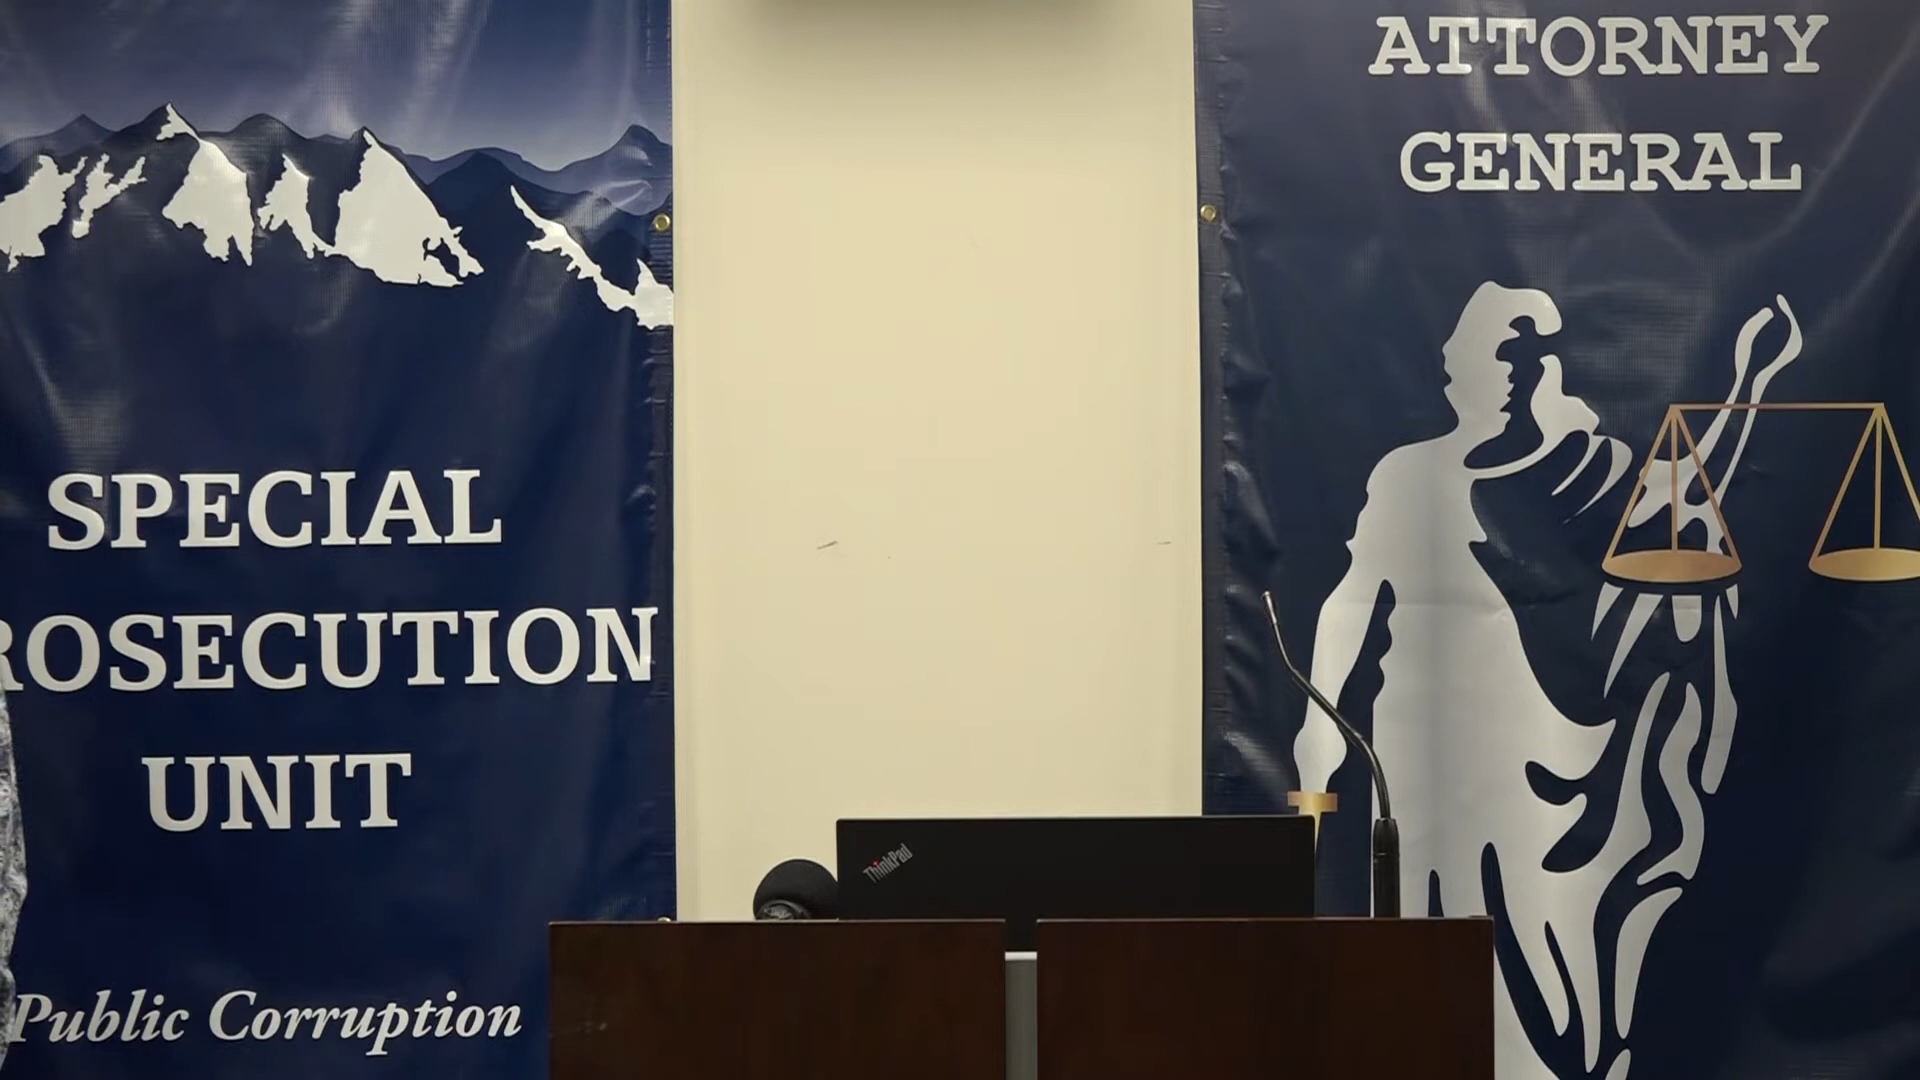 SPECIAL
ROSECUTION
UNIT
Public Corruption
ATTORNEY
GENERAL
ThinkPad